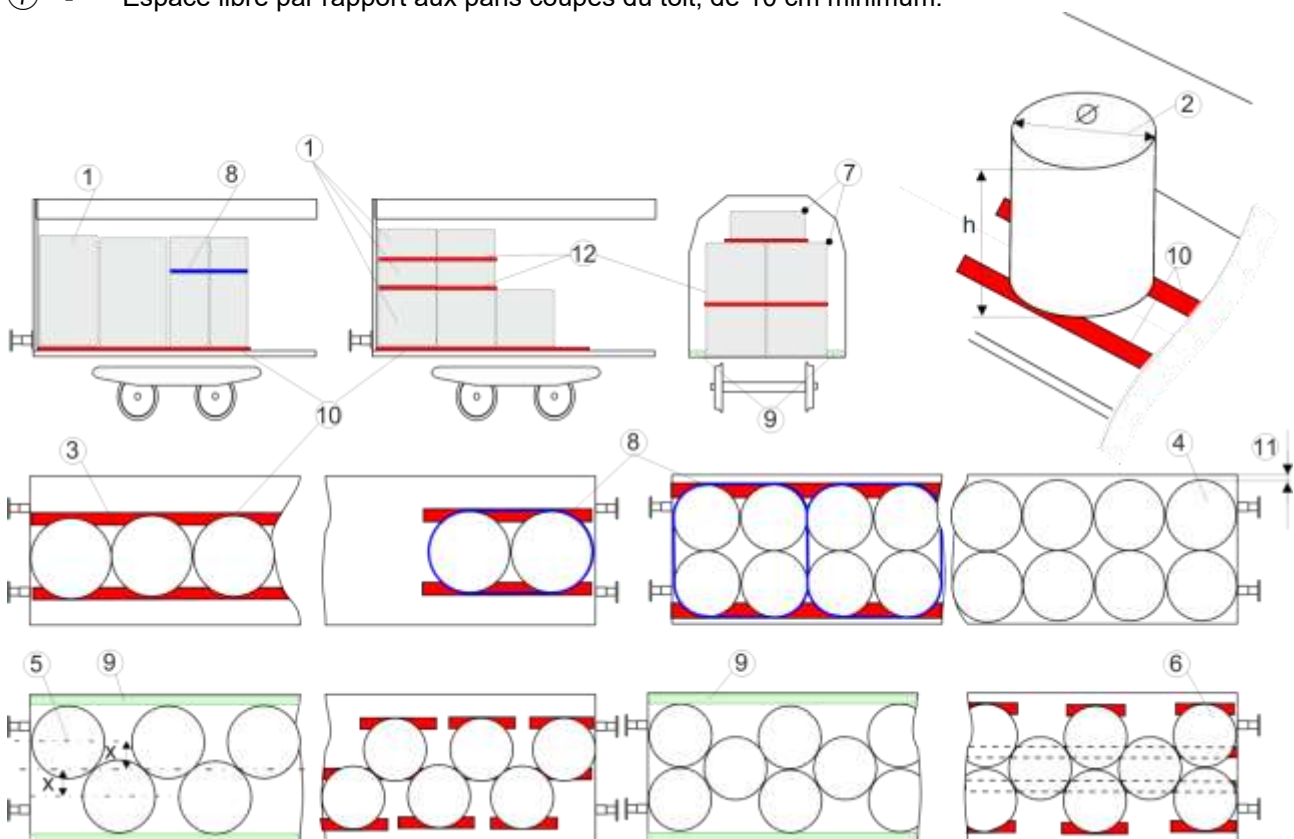 ⑦ - Espace libre par rapport aux pans coupés du toit, de 10 cm minimum.
① ⑧ ① ⑦ ∅ ②
h
⑫ ⑩
⑩ ⑨
③ ⑧ ④ ⑪
⑤ ⑨ ⑨ ⑥
x
x